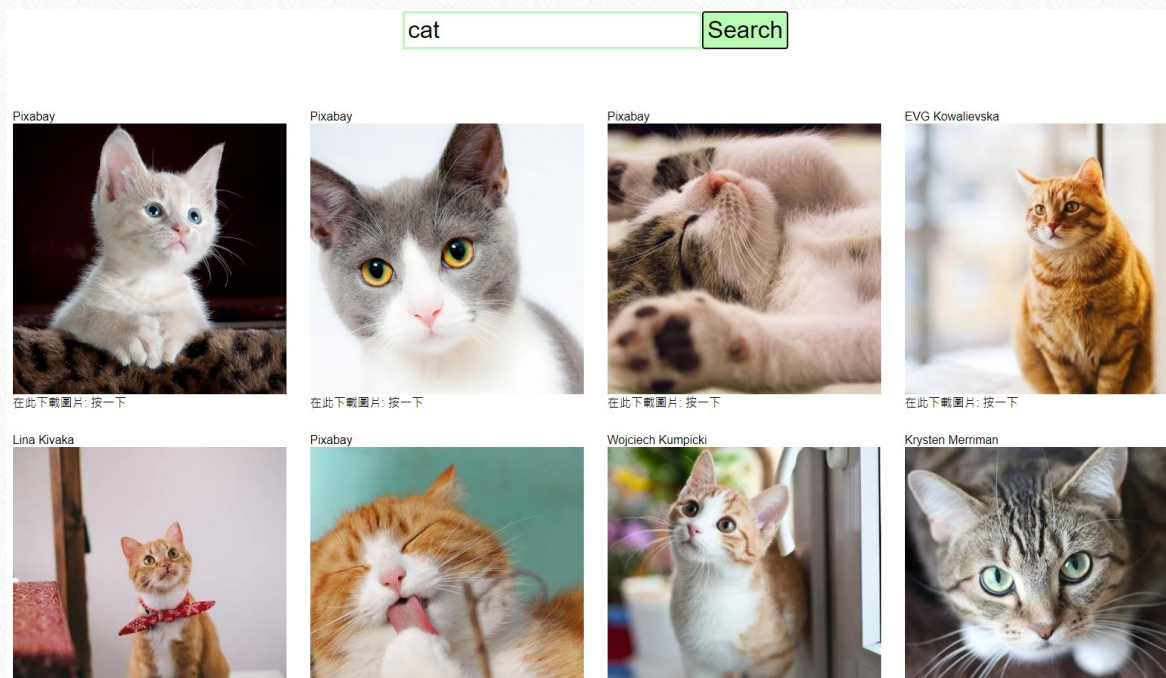 cat
Search
Pixabay
Pixabay
Pixabay
EVG Kowalievska
在此下載圖片: 按一下
在此下載圖片: 按一下
在此下載圖片: 按一下
在此下載圖片: 按一下
Lina Kivaka
Pixabay
Wojciech Kumpicki
Krysten Merriman